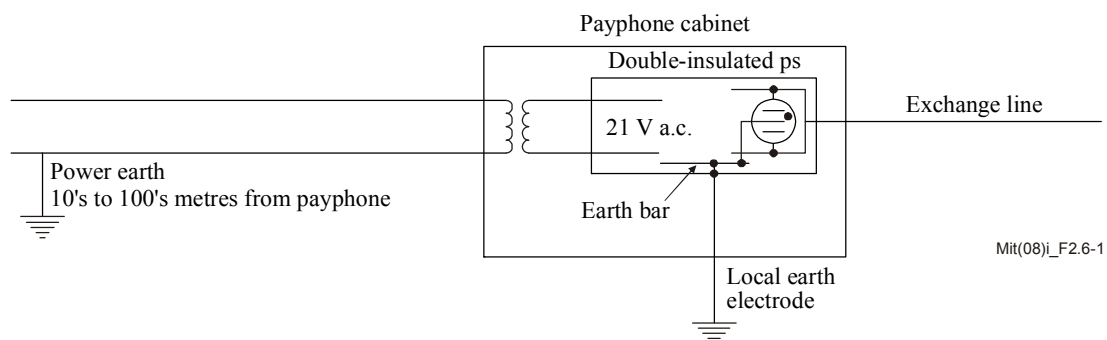 Payphone cabinet
Double-insulated ps
Exchange line
21 V a.c.
Power earth
10's to 100's metres from payphone
Earth bar
Mit(08)i_F2.6-1
Local earth
electrode